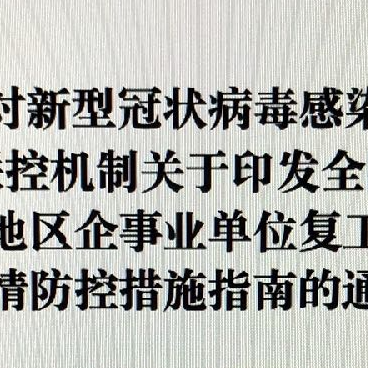 对新型冠状病毒感染
控机制关于印发全
地区企事业单位复工
情防控措施指南的通